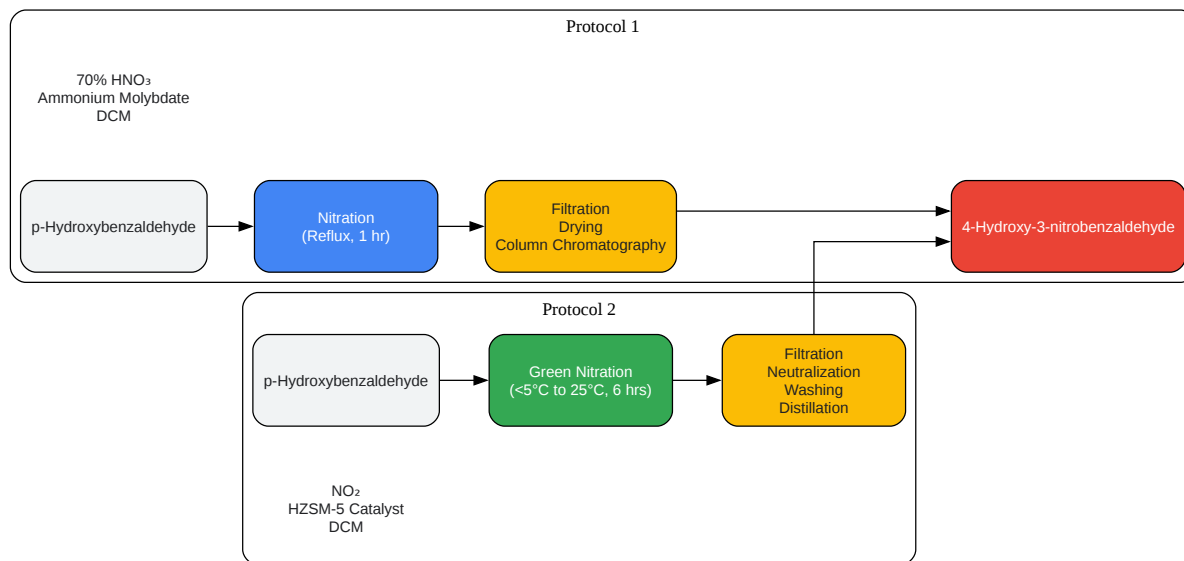 Protocol 1
70% HNO₃
Ammonium Molybdate
DCM
p-Hydroxybenzaldehyde
Nitration
(Reflux, 1 hr)
Filtration
Drying
Column Chromatography
4-Hydroxy-3-nitrobenzaldehyde
Protocol 2
p-Hydroxybenzaldehyde
Green Nitration
(<5°C to 25°C, 6 hrs)
Filtration
Neutralization
Washing
Distillation
NO₂
HZSM-5 Catalyst
DCM